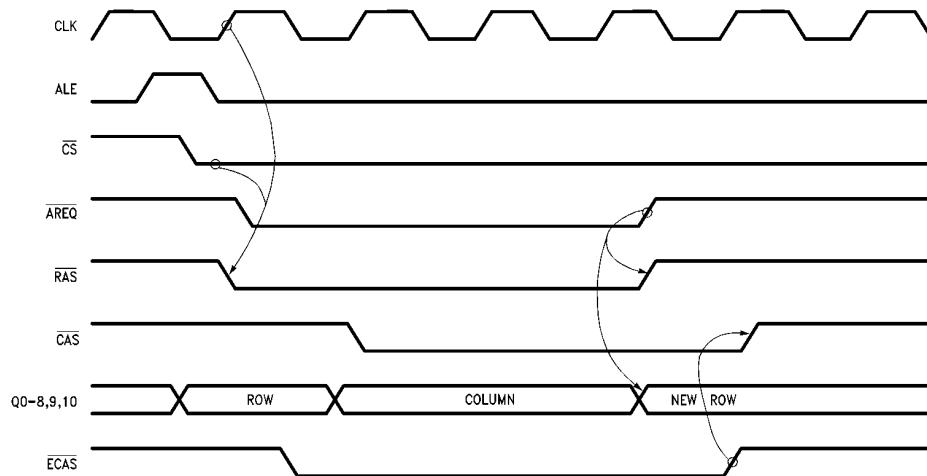 CLK
ALE
CS
AREQ
RAS
CAS
Q0-8,9,10 ROW COLUMN NEW ROW
ECAS